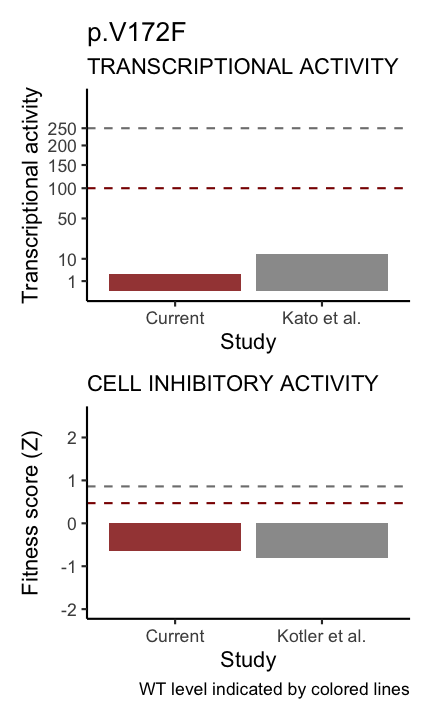 p.V172F
TRANSCRIPTIONAL ACTIVITY
Transcriptional activity
250
200
150
100
50
10
1
Current
Kato et al.
Study
CELL INHIBITORY ACTIVITY
Fitness score (Z)
2
1
0
-1
-2
Current
Kotler et al.
Study
WT level indicated by colored lines